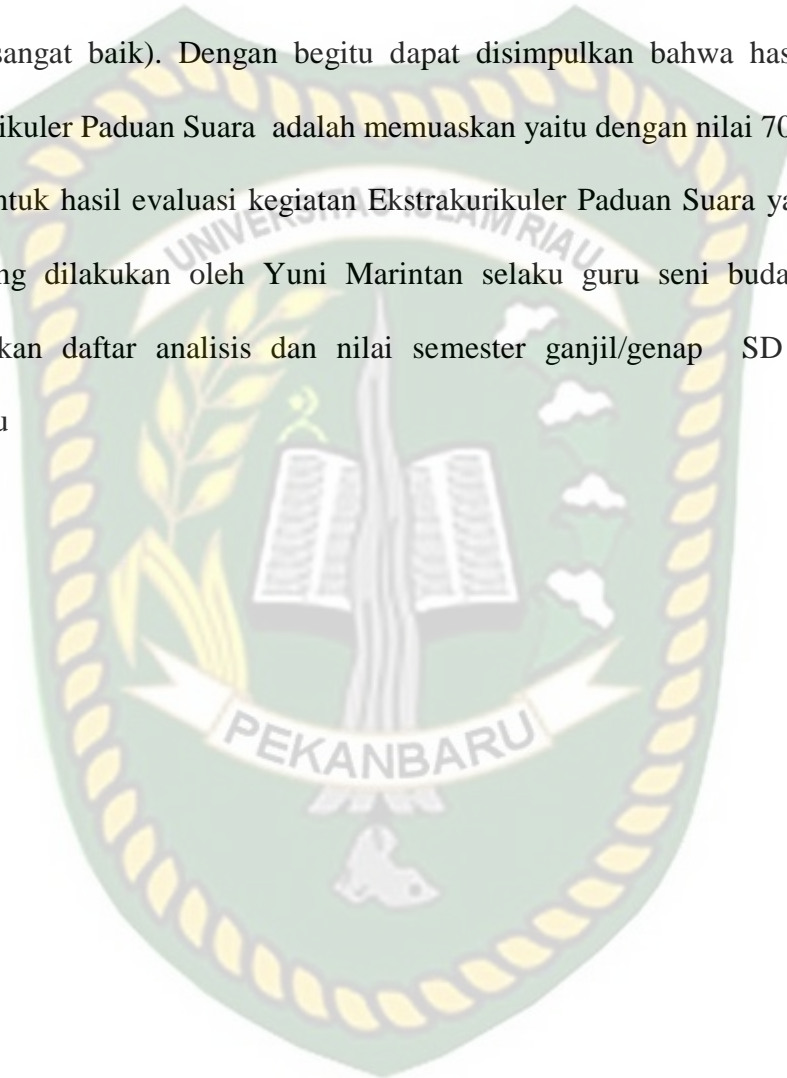 sangat baik). Dengan begitu dapat disimpulkan bahwa has
ikuler Paduan Suara adalah memuaskan yaitu dengan nilai 70
ntuk hasil evaluasi kegiatan Ekstrakurikuler Paduan Suara ya
UNIVERSITAS ISLAM RIAU
ng dilakukan oleh Yuni Marintan selaku guru seni buda
kan daftar analisis dan nilai semester ganjil/genap SD
u
PEKANBARU